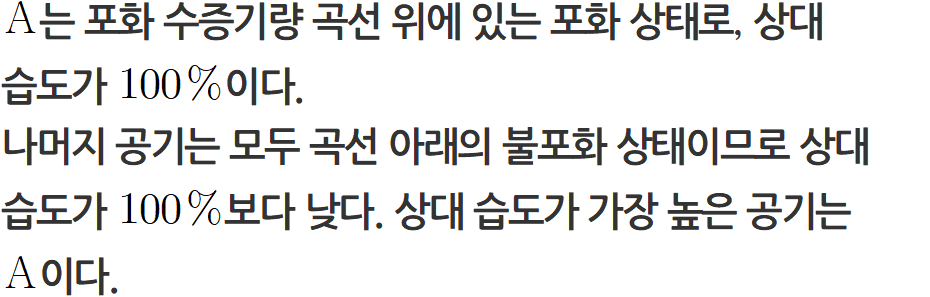 A는 포화 수증기량 곡선 위에 있는 포화 상태로, 상대
습도가 100%이다.
나머지 공기는 모두 곡선 아래의 불포화 상태이므로 상대
습도가 100%보다 낮다. 상대 습도가 가장 높은 공기는
A이다.